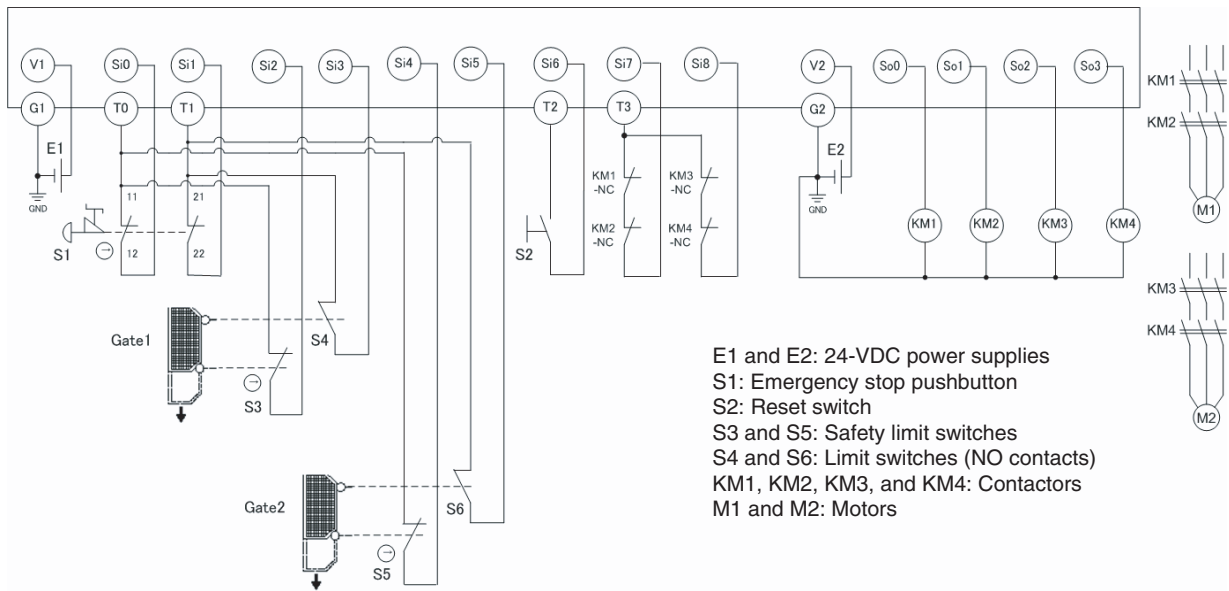 V1 Si0 Si1 Si2 Si3 Si4 Si5 Si6 Si7 Si8 V2 So0 So1 So2 So3
G1 T0 T1 T2 T3 G2
KM1
KM2
E1
GND
11 21
12 22
S1
S2
KM1
-NC
KM3
-NC
KM2
-NC
KM4
-NC
E2
GND
KM1 KM2 KM3 KM4
M1
KM3
KM4
M2
Gate1
S4
S3
Gate2
S6
S5
E1 and E2: 24-VDC power supplies
S1: Emergency stop pushbutton
S2: Reset switch
S3 and S5: Safety limit switches
S4 and S6: Limit switches (NO contacts)
KM1, KM2, KM3, and KM4: Contactors
M1 and M2: Motors